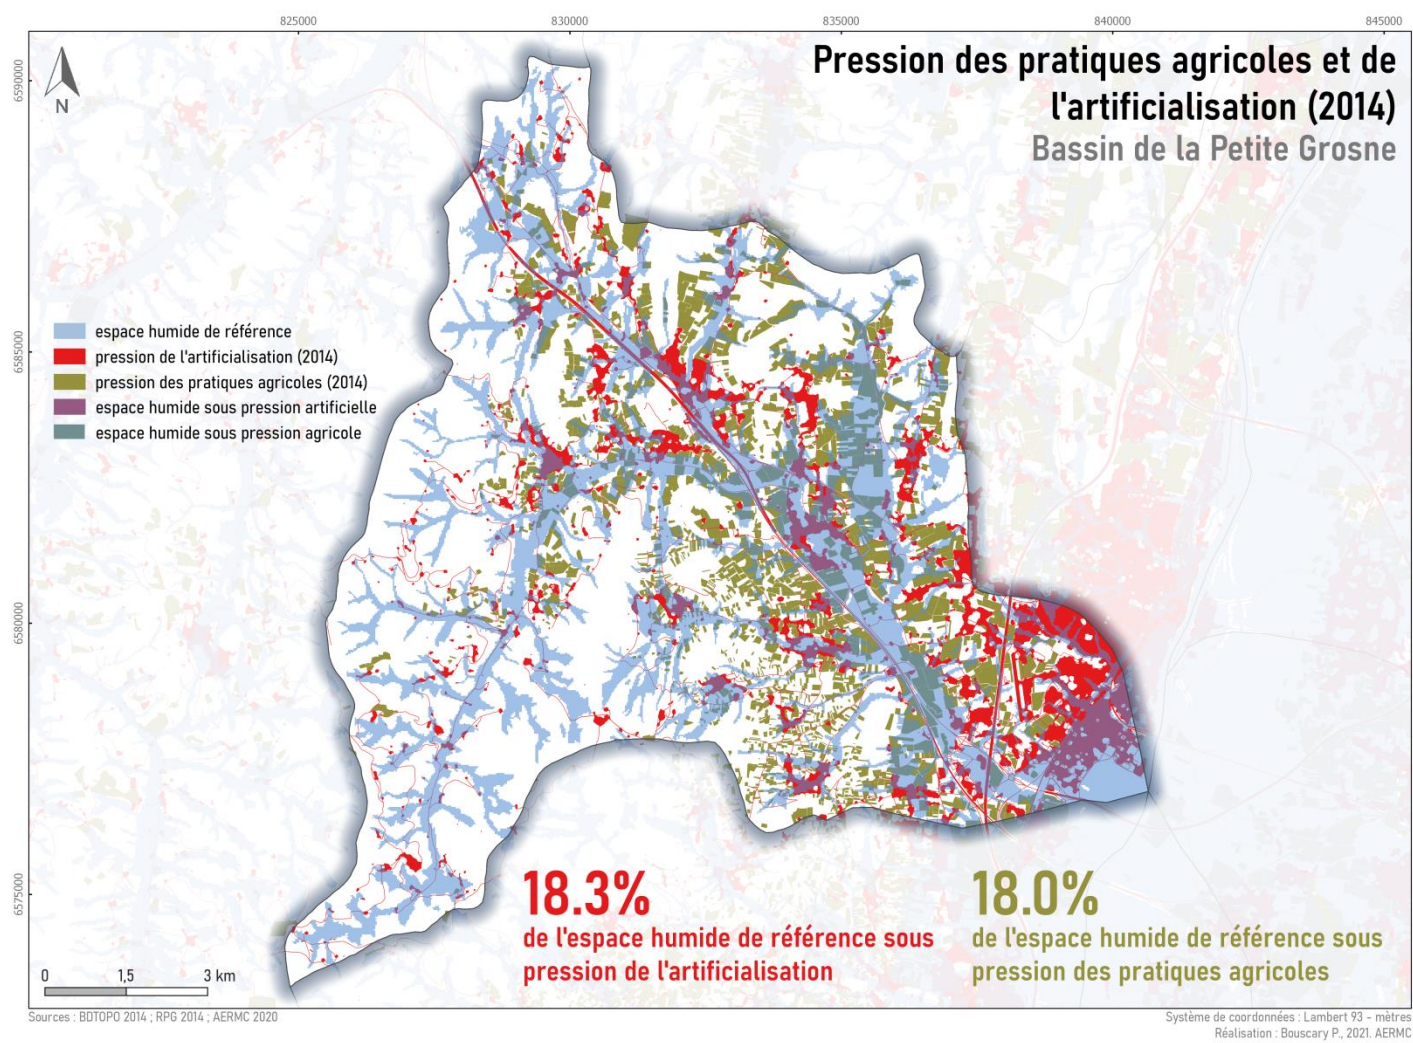 825000
830000
835000
840000
845000
Pression des pratiques agricoles et de
l'artificialisation (2014)
Bassin de la Petite Grosne
6590000
N
6585000
espace humide de référence
pression de l'artificialisation (2014)
pression des pratiques agricoles (2014)
espace humide sous pression artificielle
espace humide sous pression agricole
6580000
6575000
18.3%
de l'espace humide de référence sous
pression de l'artificialisation
18.0%
de l'espace humide de référence sous
pression des pratiques agricoles
0 1,5 3 km
Sources : BDTOPO 2014 ; RPG 2014 ; AERMC 2020
Système de coordonnées : Lambert 93 - mètres
Réalisation : Bouscary P., 2021. AERMC